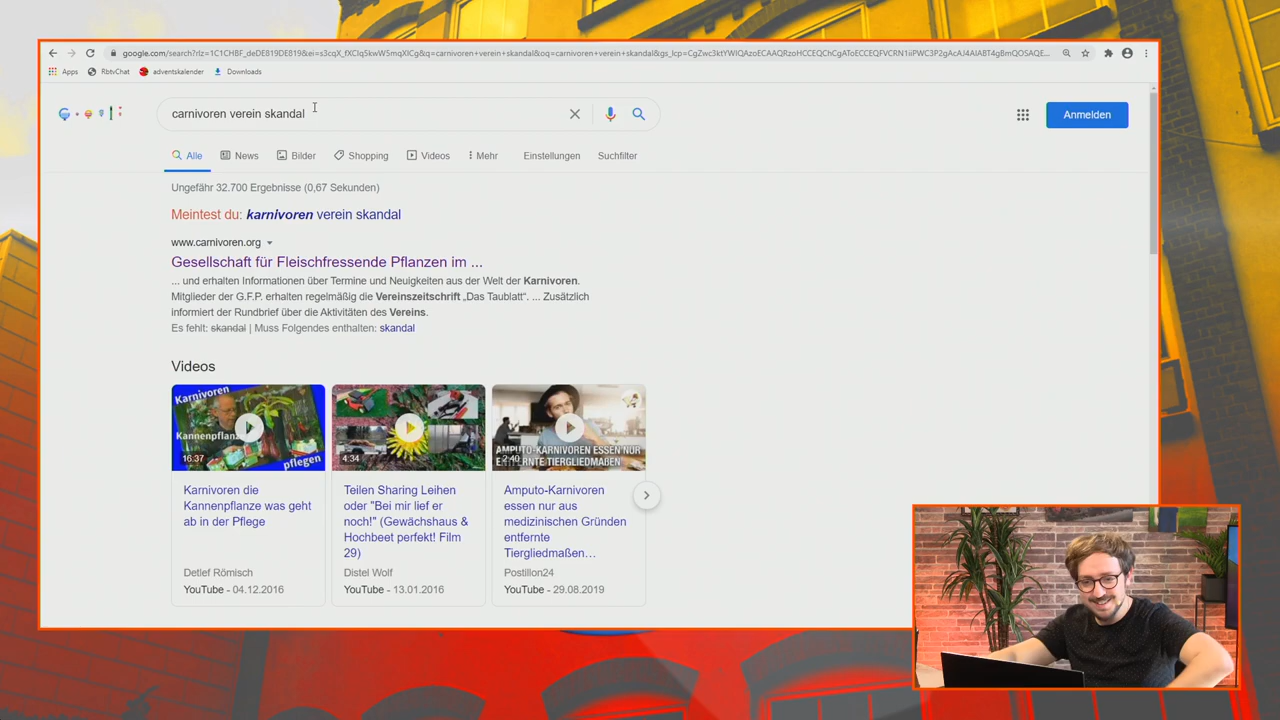 google.com/search?rlz=1C1CHBF_deDE819DE819&ei=s3cqX_fXCIq5kwW5mqXICg&q=carnivoren+verein+skandal&oq=carnivoren+verein+skandal&gs_lcp=
Apps RbtvChat adventskalender Downloads
carnivoren verein skandal
Anmelden
Alle News Bilder Shopping Videos Mehr Einstellungen Suchfilter
Ungefähr 32.700 Ergebnisse (0,67 Sekunden)
Meintest du: karnivoren verein skandal
www.carnivoren.org
Gesellschaft für Fleischfressende Pflanzen im ...
... und erhalten Informationen über Termine und Neuigkeiten aus der Welt der Karnivoren.
Mitglieder der G.F.P. erhalten regelmäßig die Vereinszeitschrift „Das Taublatt“. ... Zusätzlich
informiert der Rundbrief über die Aktivitäten des Vereins.
Es fehlt: skandal | Muss Folgendes enthalten: skandal
Videos
Karnivoren
Kannenpflanze
pflegen
16:37
4:34
AMPUTO-KARNIVOREN ESSEN NUR
ENTFERNTE TIERGLIEDMAßEN
2:40
Karnivoren die
Kannenpflanze was geht
ab in der Pflege
Detlef Römisch
YouTube - 04.12.2016
Teilen Sharing Leihen
oder "Bei mir lief er
noch!" (Gewächshaus &
Hochbeet perfekt! Film
29)
Distel Wolf
YouTube - 13.01.2016
Amputo-Karnivoren
essen nur aus
medizinischen Gründen
entfernte
Tiergliedmaßen…
Postillon24
YouTube - 29.08.2019